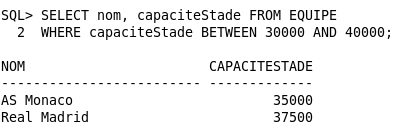 SQL> SELECT nom, capaciteStade FROM EQUIPE
  2  WHERE capaciteStade BETWEEN 30000 AND 40000;

NOM                       CAPACITESTADE
------------------------- -------------
AS Monaco                         35000
Real Madrid                       37500